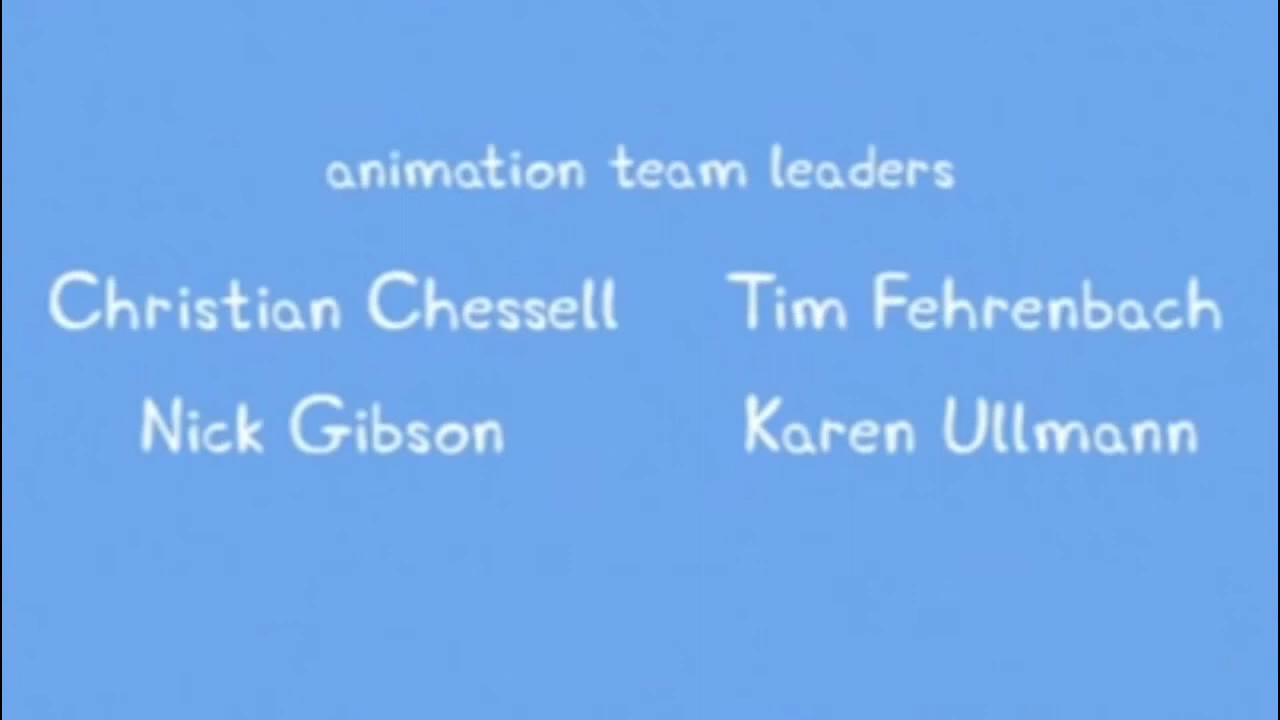 animation team leaders
Christian Chessell Tim Fehrenbach
Nick Gibson Karen Ullmann